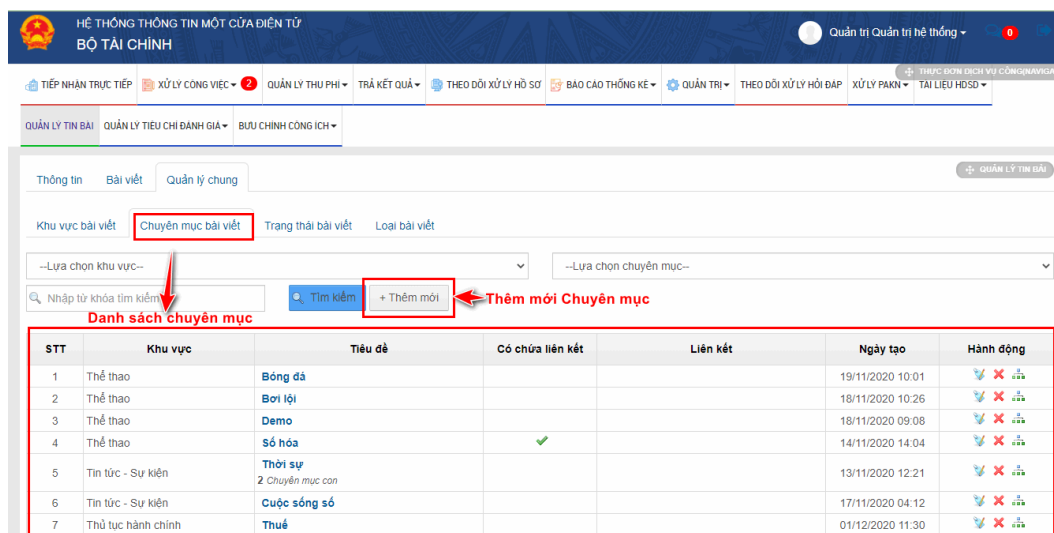 HỆ THỐNG THÔNG TIN MỘT CỬA ĐIỆN TỬ
BỘ TÀI CHÍNH
Quản trị Quản trị hệ thống
0
THỰC ĐƠN DỊCH VỤ CÔNG(NAVIGA
TIẾP NHẬN TRỰC TIẾP XỬ LÝ CÔNG VIỆC 2 QUẢN LÝ THU PHÍ TRẢ KẾT QUẢ THEO DÕI XỬ LÝ HỒ SƠ BÁO CÁO THỐNG KÊ QUẢN TRỊ THEO DÕI XỬ LÝ HỎI ĐÁP XỬ LÝ PAKN TÀI LIỆU HDSD
QUẢN LÝ TIN BÀI QUẢN LÝ TIÊU CHÍ ĐÁNH GIÁ BƯU CHÍNH CÔNG ÍCH
QUẢN LÝ TIN BÀI
Thông tin Bài viết Quản lý chung
Khu vực bài viết Chuyên mục bài viết Trạng thái bài viết Loại bài viết
--Lựa chọn khu vực-- --Lựa chọn chuyên mục--
Nhập từ khóa tìm kiếm Tìm kiếm + Thêm mới Thêm mới Chuyên mục
Danh sách chuyên mục
STT Khu vực Tiêu đề Có chứa liên kết Liên kết Ngày tạo Hành động
1 Thể thao Bóng đá 19/11/2020 10:01
2 Thể thao Bơi lội 18/11/2020 10:26
3 Thể thao Demo 18/11/2020 09:08
4 Thể thao Số hóa 14/11/2020 14:04
5 Tin tức - Sự kiện Thời sự 13/11/2020 12:21
2 Chuyên mục con
6 Tin tức - Sự kiện Cuộc sống số 17/11/2020 04:12
7 Thủ tục hành chính Thuế 01/12/2020 11:30